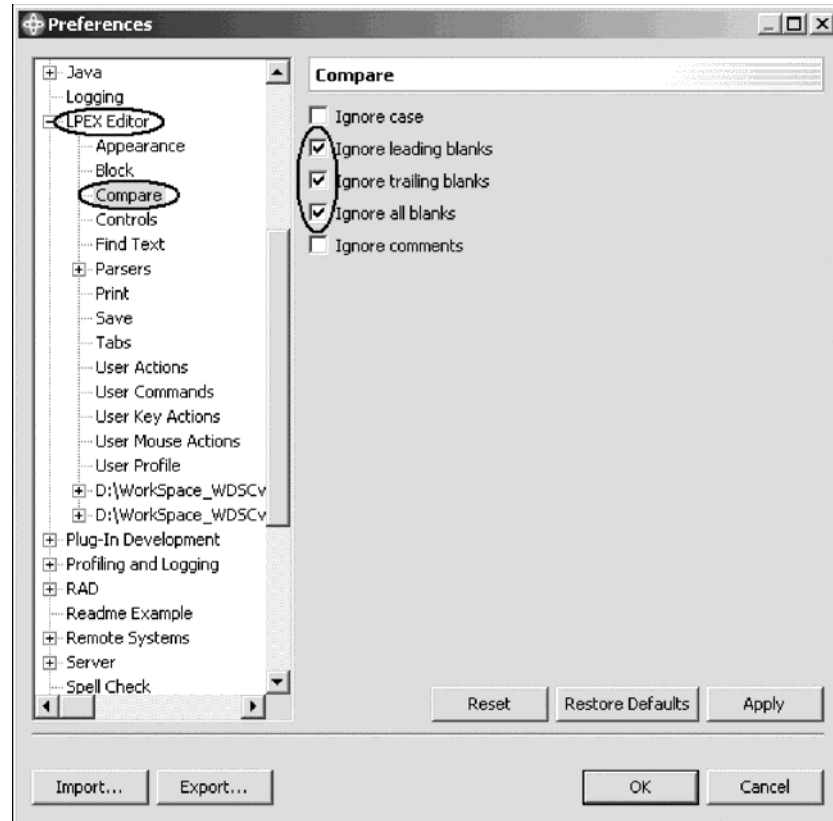 Preferences
Java
Logging
LPEX Editor
Appearance
Block
Compare
Controls
Find Text
Parsers
Print
Save
Tabs
User Actions
User Commands
User Key Actions
User Mouse Actions
User Profile
D:\WorkSpace_WDSCv
D:\WorkSpace_WDSCv
Plug-In Development
Profiling and Logging
RAD
Readme Example
Remote Systems
Server
Spell Check
Compare
Ignore case
Ignore leading blanks
Ignore trailing blanks
Ignore all blanks
Ignore comments
Reset Restore Defaults Apply
Import... Export... OK Cancel